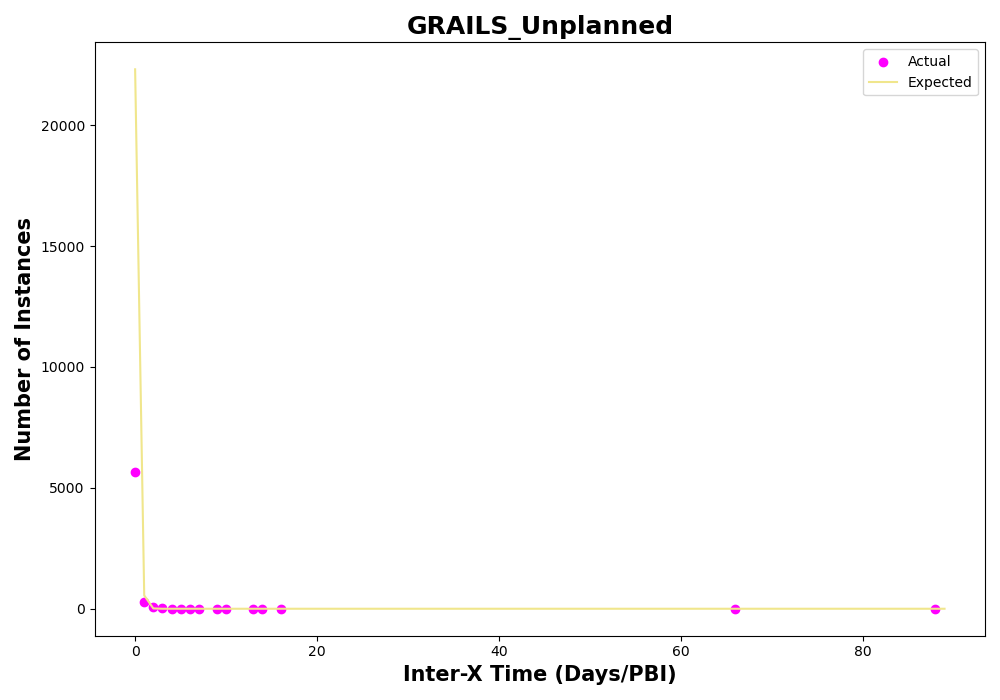 GRAILS_Unplanned
Actual
Expected
Number of Instances
20000
15000
10000
5000
0
0 20 40 60 80
Inter-X Time (Days/PBI)